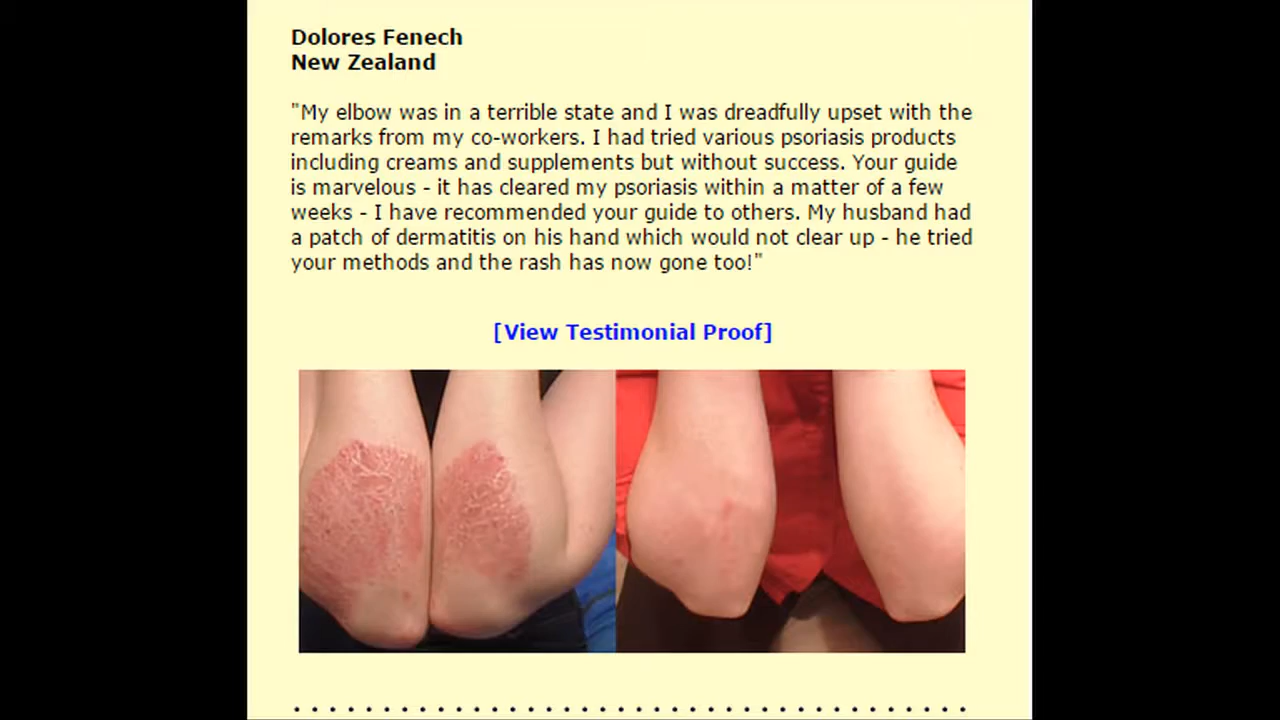 Dolores Fenech
New Zealand
"My elbow was in a terrible state and I was dreadfully upset with the
remarks from my co-workers. I had tried various psoriasis products
including creams and supplements but without success. Your guide
is marvelous - it has cleared my psoriasis within a matter of a few
weeks - I have recommended your guide to others. My husband had
a patch of dermatitis on his hand which would not clear up - he tried
your methods and the rash has now gone too!"
[View Testimonial Proof]